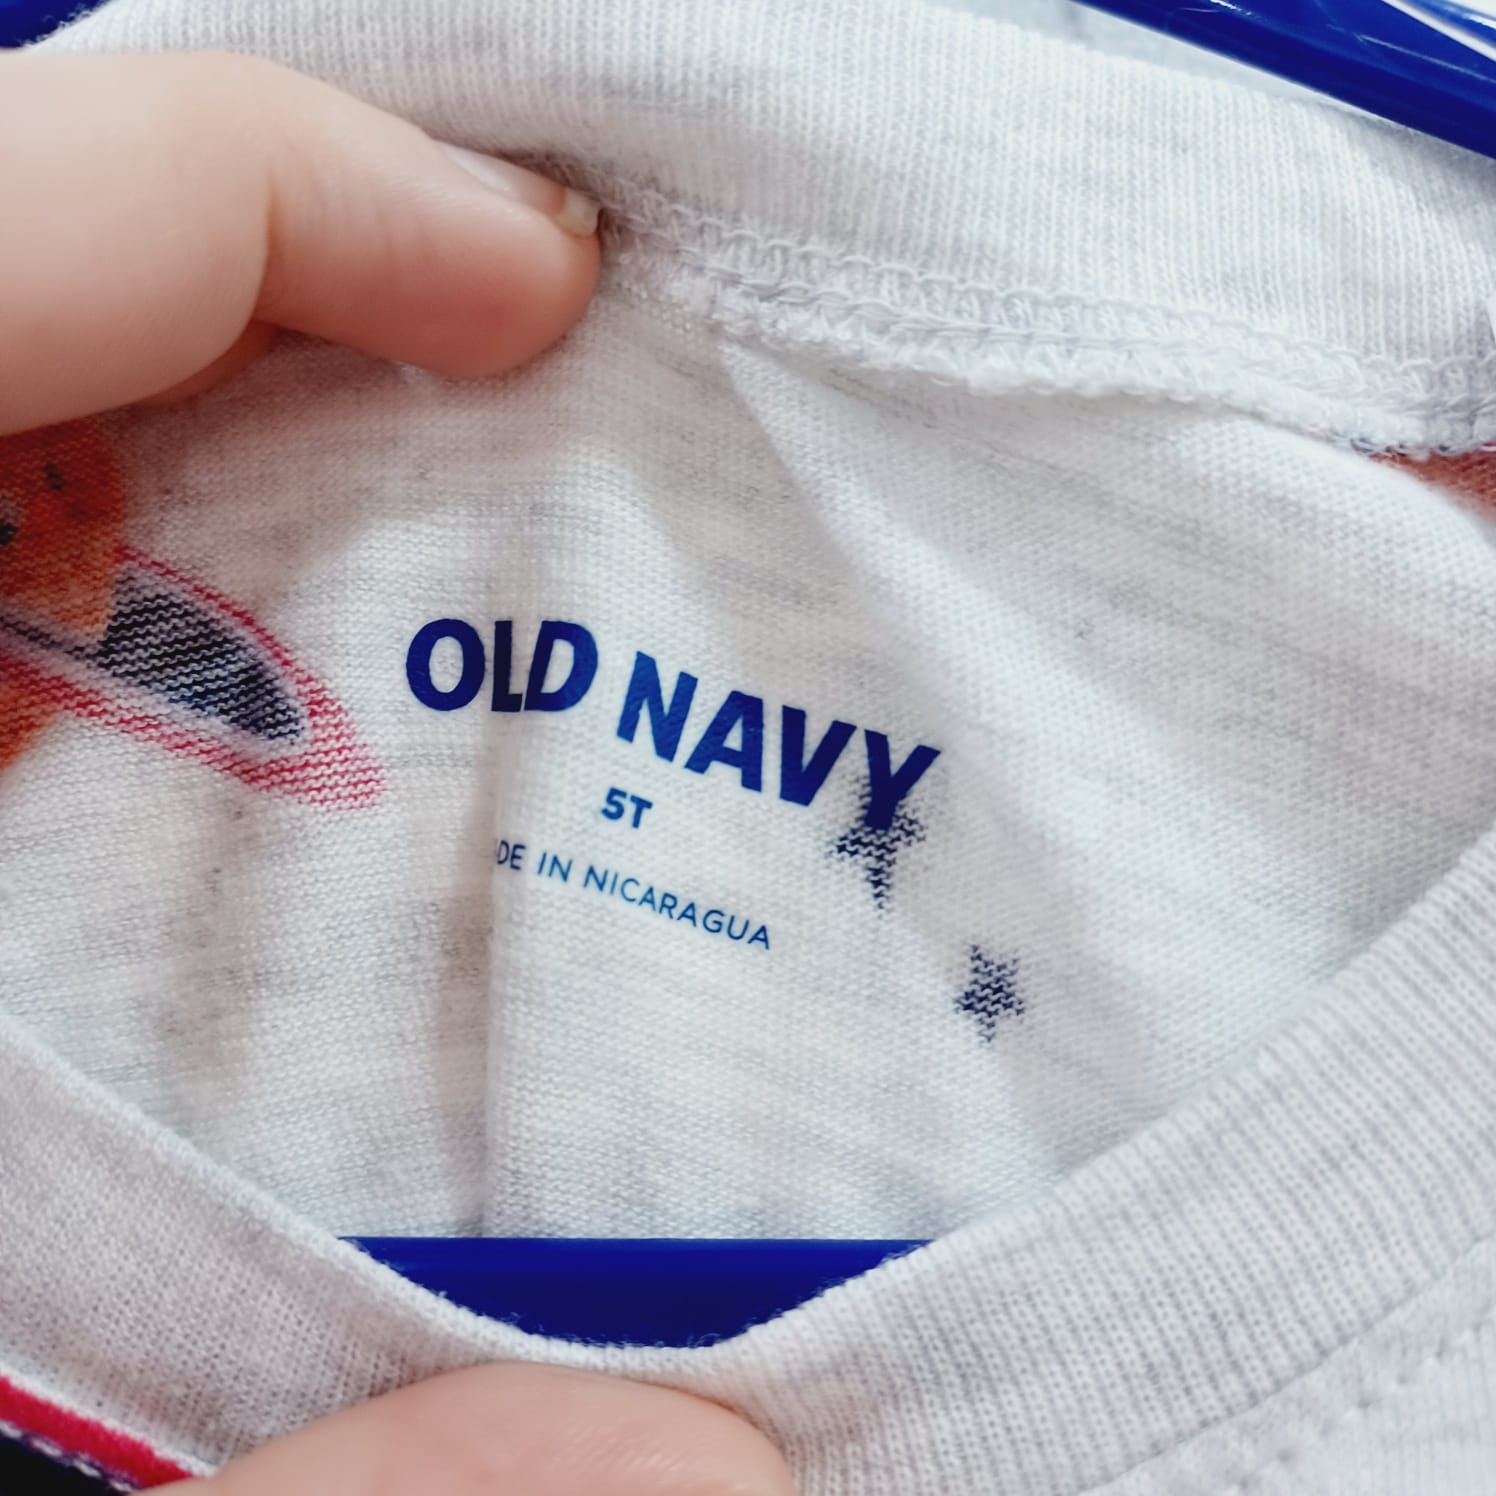 OLD NAVY
5T
DE IN NICARAGUA